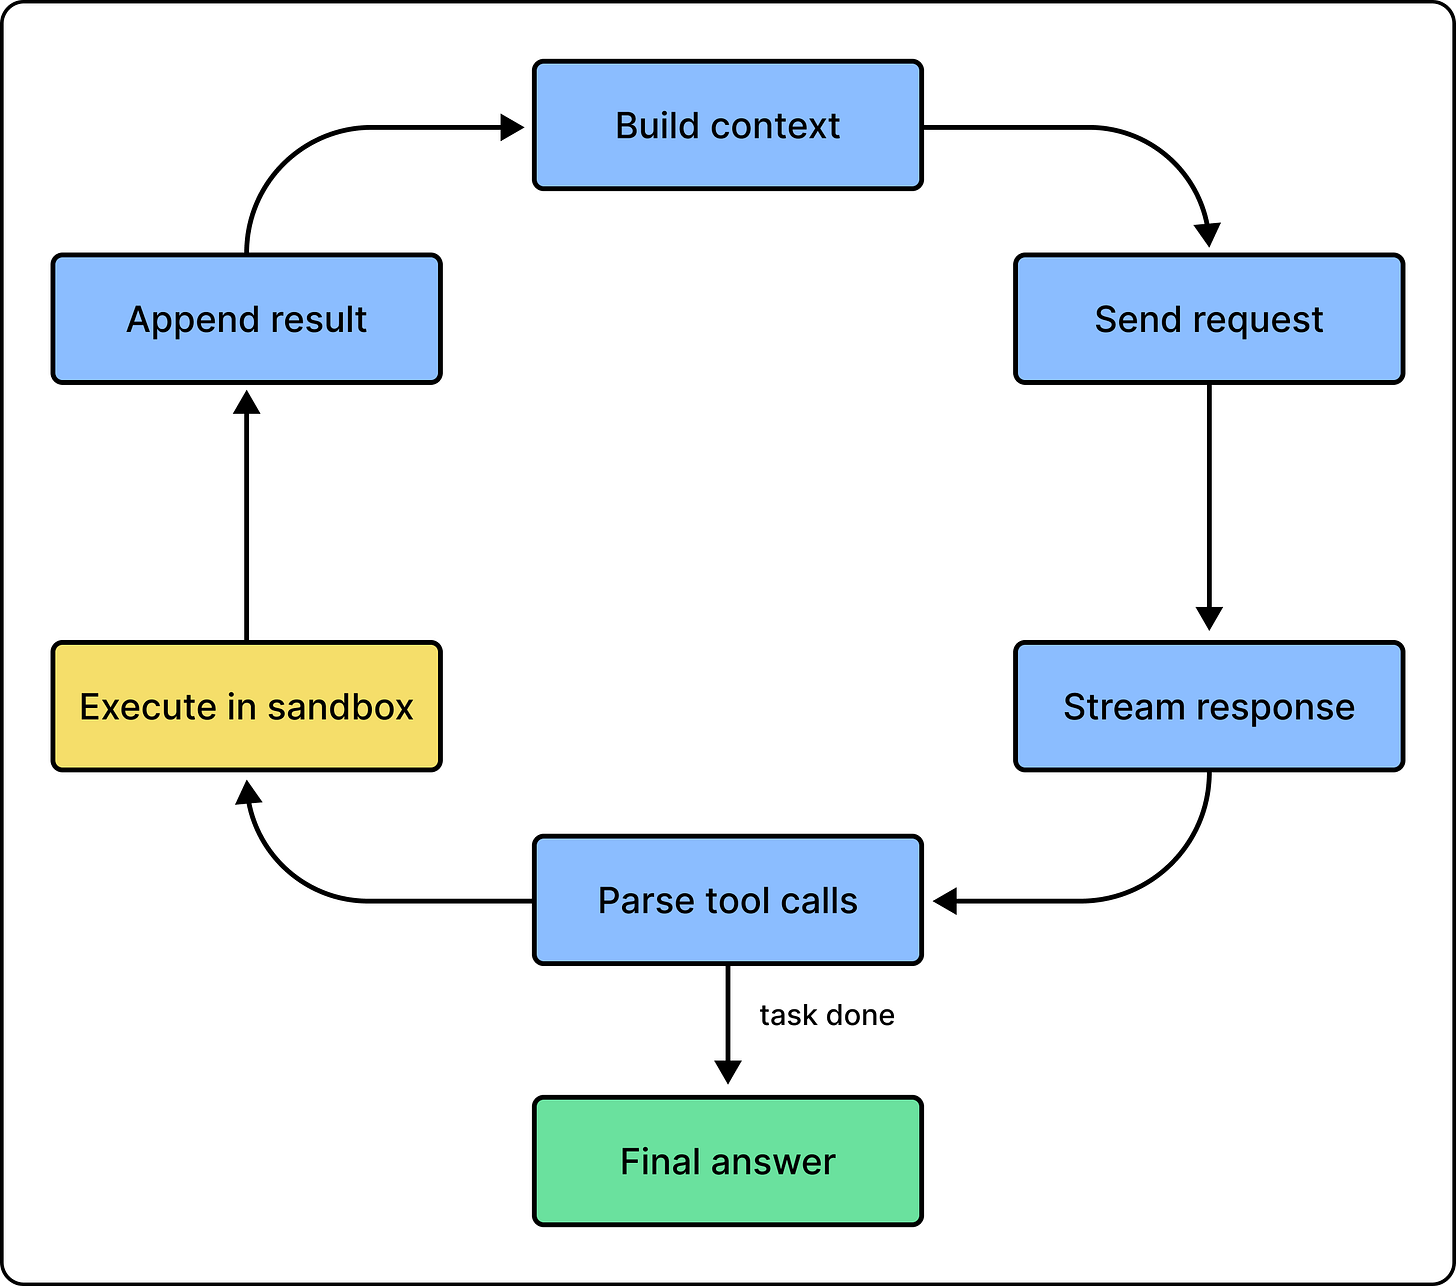 Build context
Append result
Send request
Execute in sandbox
Stream response
Parse tool calls
task done
Final answer